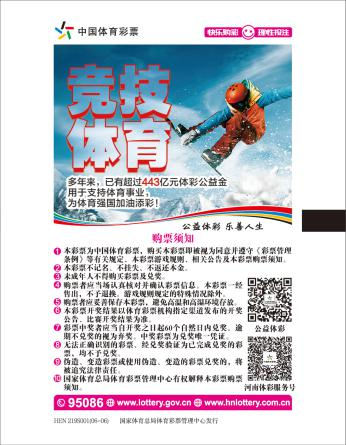 中国体育彩票
快乐购彩 理性投注
竞技
体育
多年来，已有超过443亿元体彩公益金
用于支持体育事业，
为体育强国加油添彩！
公益体彩 乐善人生
购票须知
1 本彩票为中国体育彩票，购买本彩票即被视为同意并遵守《彩票管理
条例》等有关规定、本彩票游戏规则、相关公告及本彩票购票须知。
2 本彩票不记名、不挂失、不返还本金。
3 未成年人不得购买彩票及兑奖。
4 购票者应当场认真核对并确认彩票信息。本彩票一经
售出，不予退换。游戏规则规定的特殊情况除外。
5 购票者应妥善保存本彩票，避免高温和高湿环境存放。
6 本彩票开奖结果以体育彩票机构指定渠道发布的开奖
公告、比赛开奖结果为准。
7 彩票中奖者应当自开奖之日起60个自然日内兑奖。逾
期不兑奖的视为弃奖。中奖彩票为兑奖唯一凭证。
8 无法正确识别的彩票、经兑奖验证为已完成兑奖的彩
票，均不予兑奖。
9 伪造、变造彩票或使用伪造、变造的彩票兑奖的，将
被追究法律责任。
10 国家体育总局体育彩票管理中心有权解释本彩票购票
须知。
公益体彩
河南体彩服务号
95086 www.lottery.gov.cn www.hnlottery.com.cn
HEN 2195001(06-06) 国家体育总局体育彩票管理中心发行